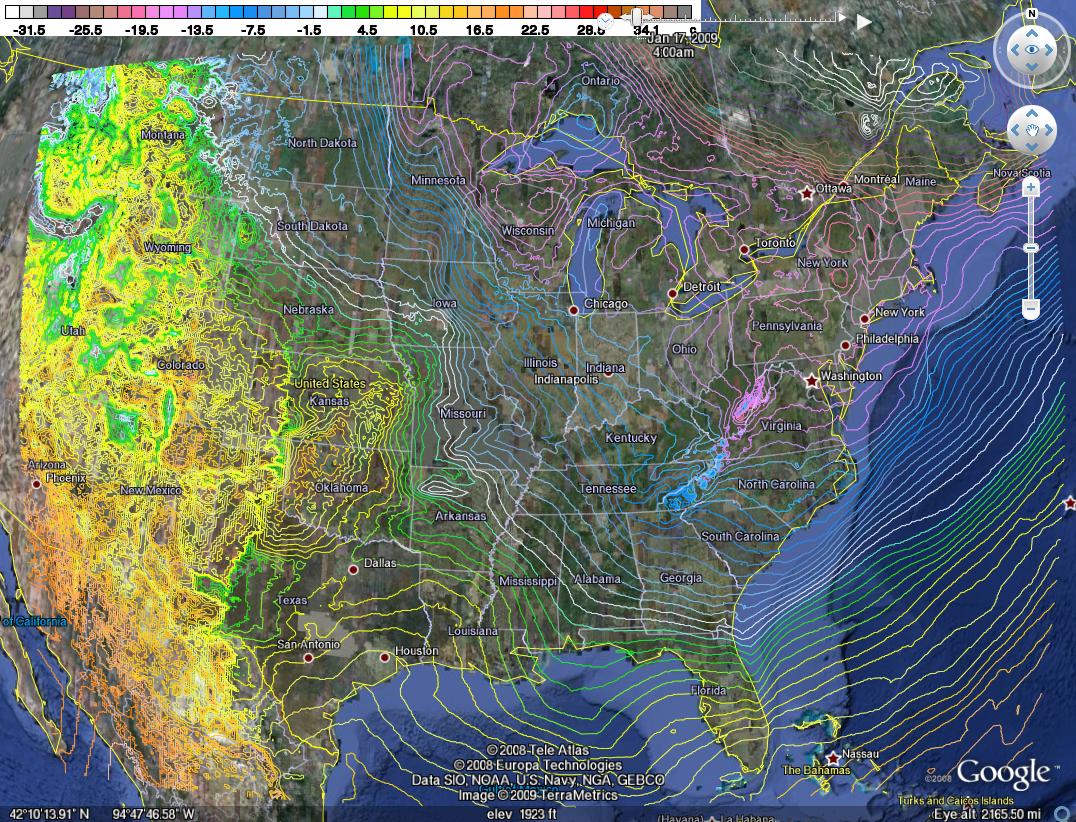 -31.5 -25.5 -19.5 -13.5 -7.5 -1.5 4.5 10.5 16.5 22.5 28.5 34.1
Jan 17, 2009
4:00am
N
Ontario
Montana
North Dakota
Minnesota
Ottawa
Montréal
Maine
Nova Scotia
South Dakota
Wisconsin
Michigan
Wyoming
Toronto
New York
Detroit
Nebraska
Iowa
Chicago
New York
Utah
Pennsylvania
Philadelphia
Colorado
Illinois
Indiana
Ohio
Indianapolis
Washington
United States
Kansas
Missouri
Kentucky
Virginia
Arizona
Phoenix
New Mexico
Oklahoma
Tennessee
North Carolina
Arkansas
South Carolina
Dallas
Mississippi
Alabama
Georgia
Texas
of California
Louisiana
San Antonio
Houston
Florida
©2008 Tele Atlas
©2008 Europa Technologies
Data SIO, NOAA, U.S. Navy, NGA, GEBCO
Image ©2009 TerraMetrics
Nassau
The Bahamas
©2008 Google™
Turks and Caicos Islands
42°10'13.91" N 94°47'46.58" W
elev 1923 ft
Eye alt 2165.50 mi
(Havana)
La Habana